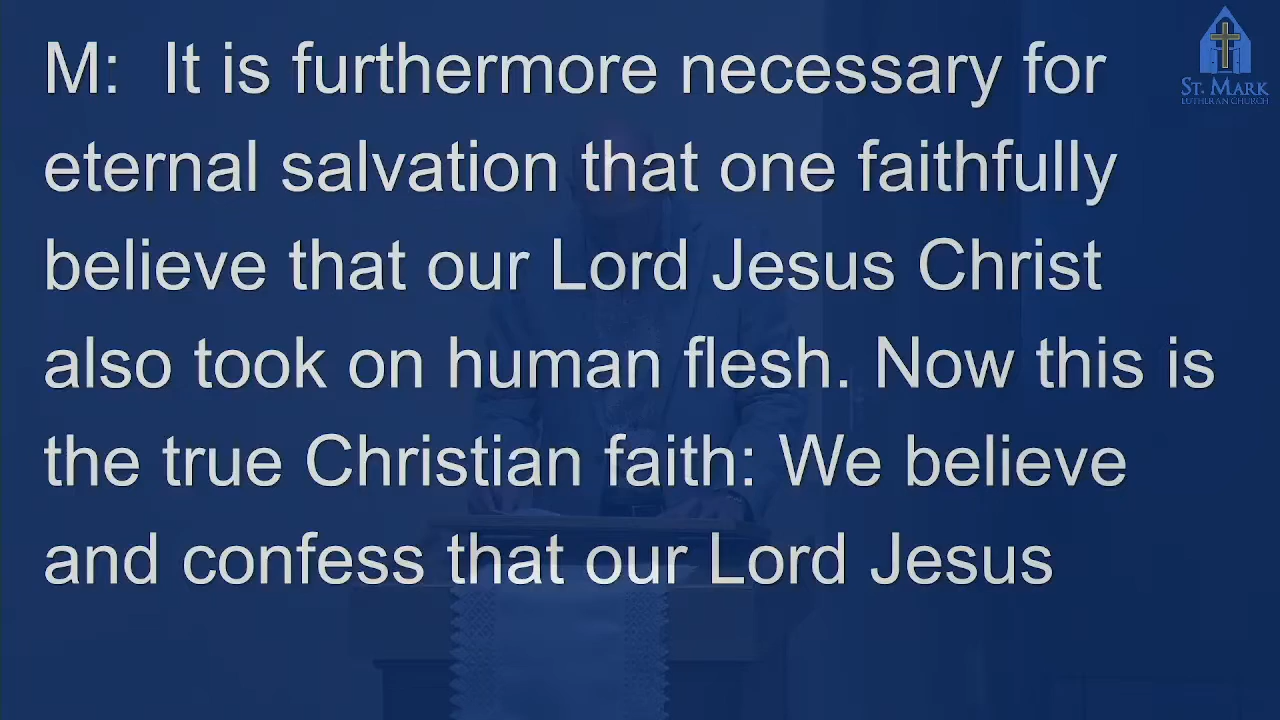 M: It is furthermore necessary for
eternal salvation that one faithfully
believe that our Lord Jesus Christ
also took on human flesh. Now this is
the true Christian faith: We believe
and confess that our Lord Jesus
ST. MARK
LUTHERAN CHURCH